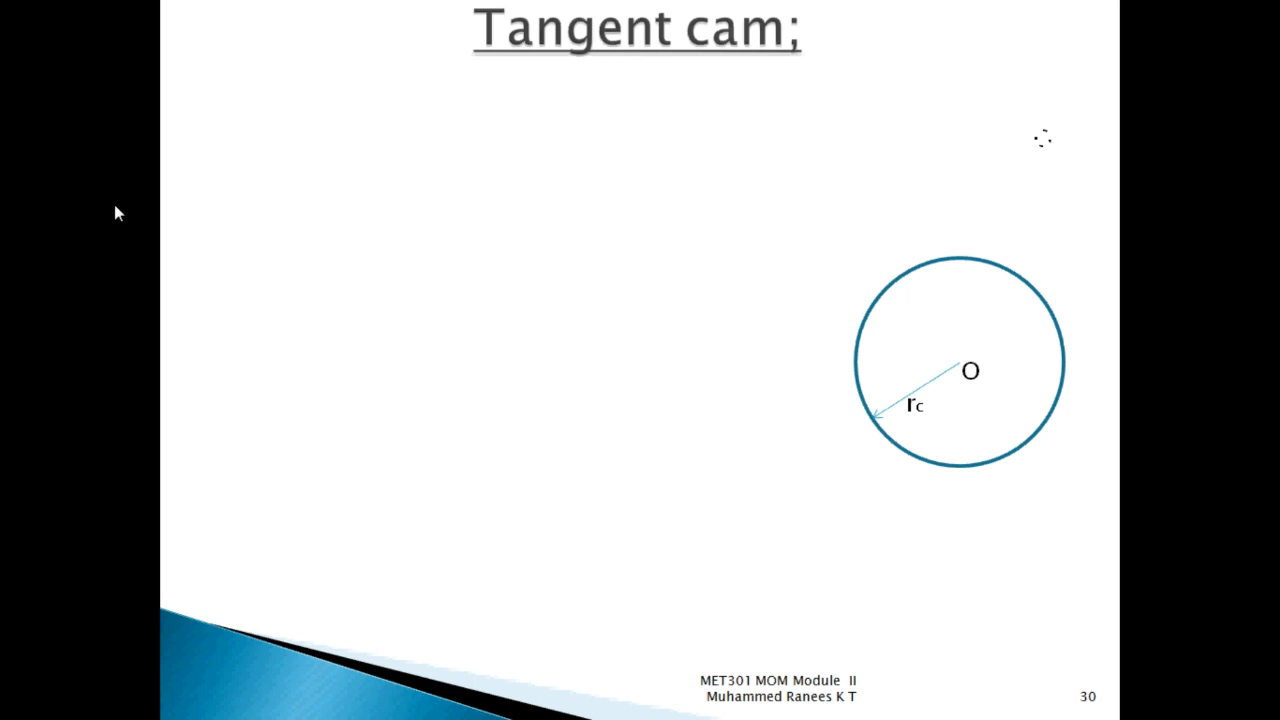 Tangent cam;
O
rc
MET301 MOM Module II
Muhammed Ranees K T
30